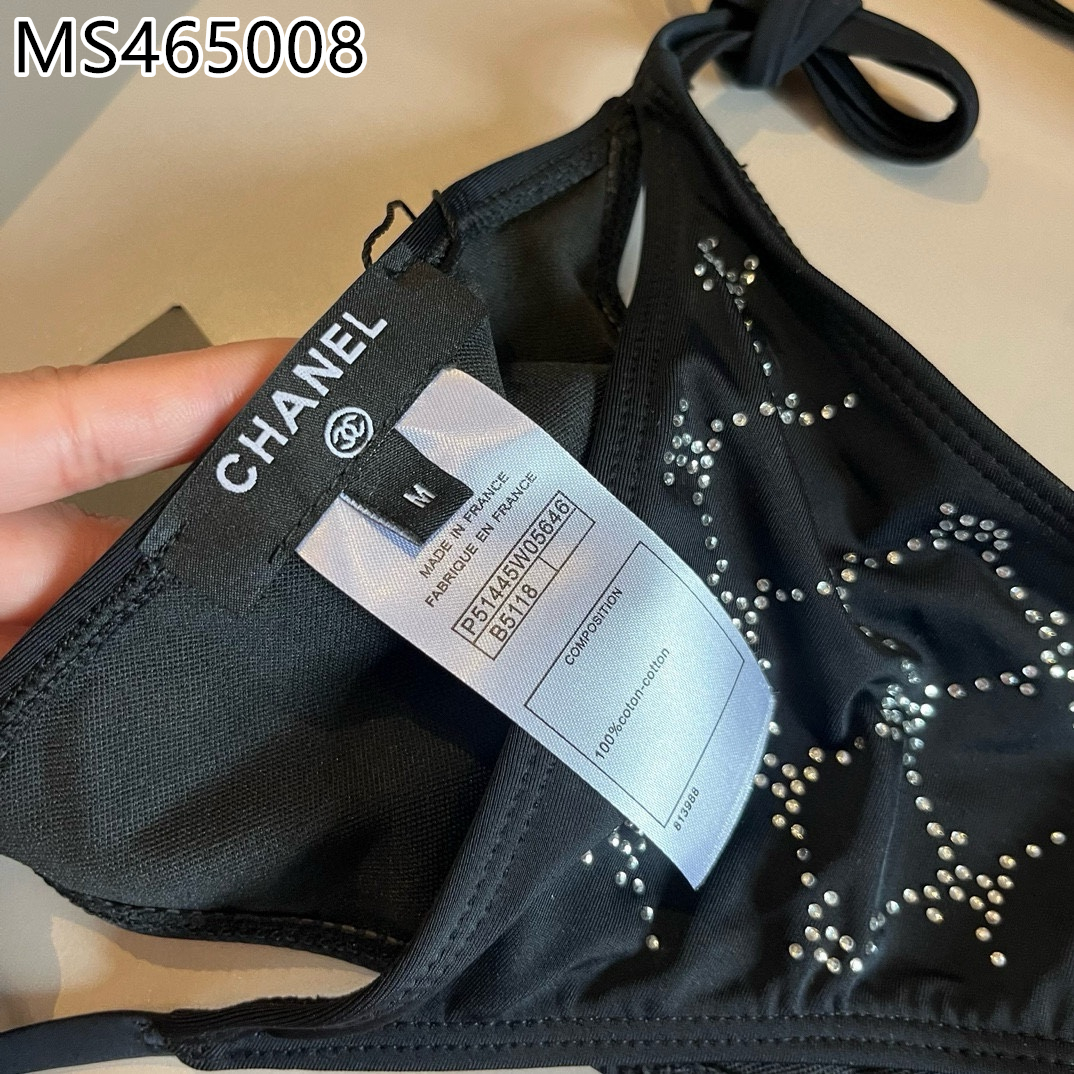 MS465008
CHANEL
M
MADE IN FRANCE
FABRIQUE EN FRANCE
P51445W05646
B5118
COMPOSITION
100%coton-cotton
813988